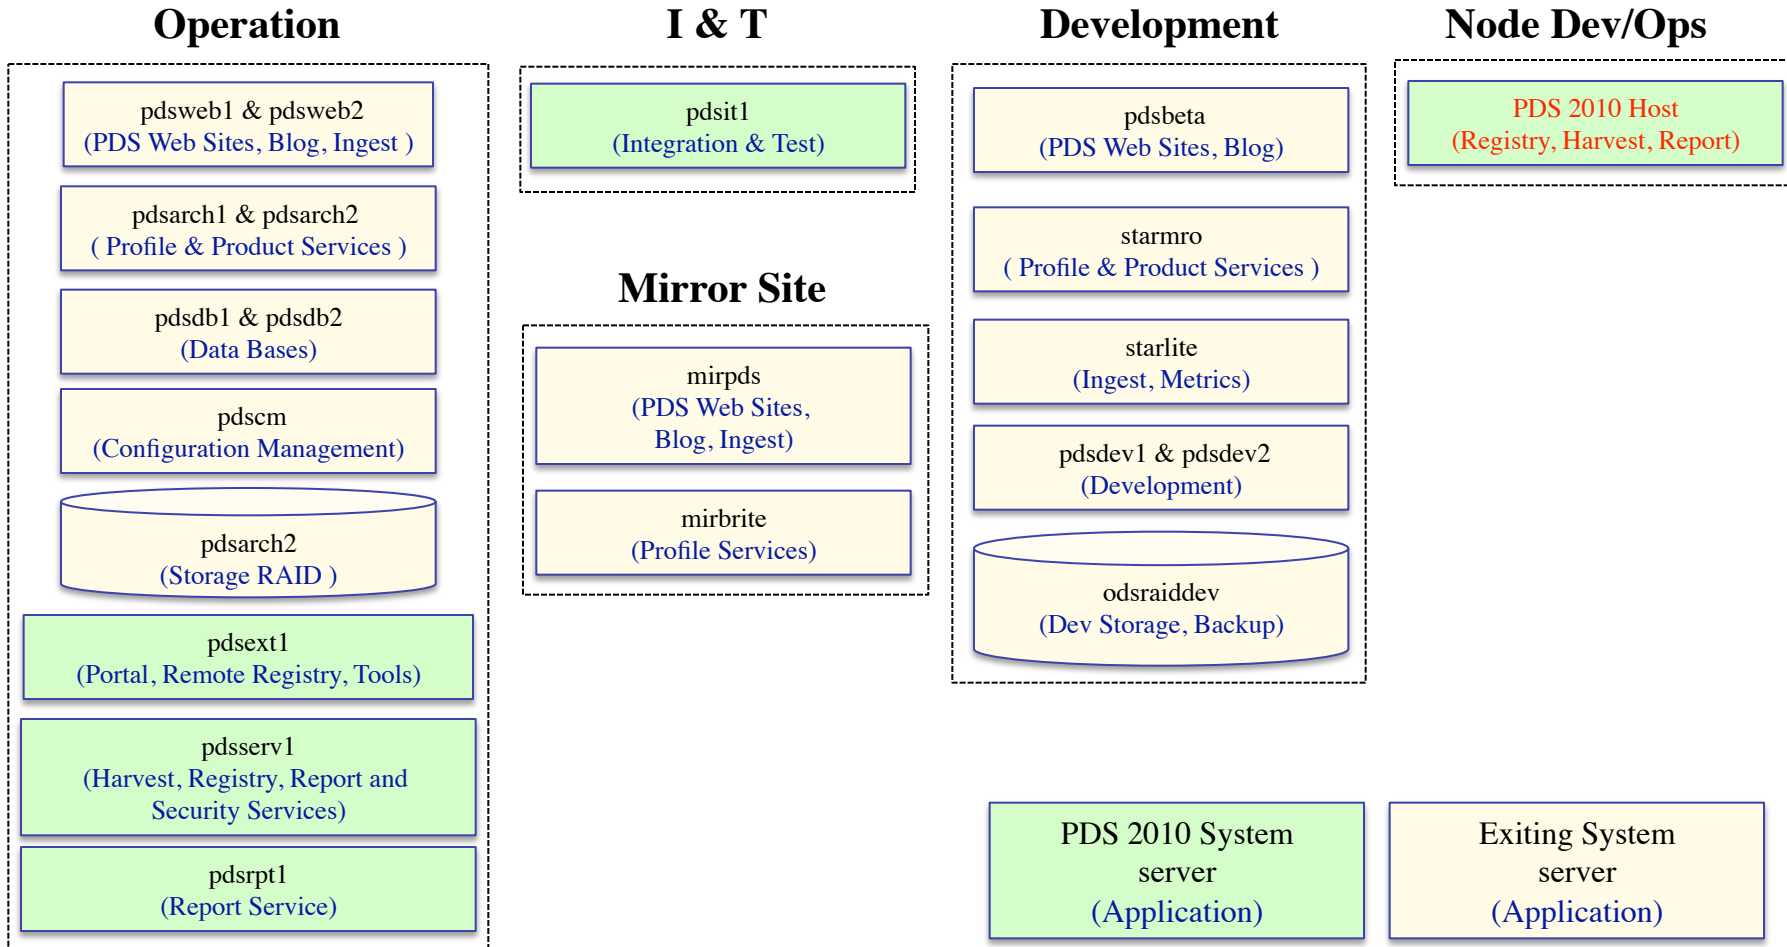 Operation
pdsweb1 & pdsweb2
(PDS Web Sites, Blog, Ingest )
pdsarch1 & pdsarch2
( Profile & Product Services )
pdsdb1 & pdsdb2
(Data Bases)
pdscm
(Configuration Management)
pdsarch2
(Storage RAID )
pdsext1
(Portal, Remote Registry, Tools)
pdsserv1
(Harvest, Registry, Report and
Security Services)
pdsrpt1
(Report Service)
I & T
pdsit1
(Integration & Test)
Mirror Site
mirpds
(PDS Web Sites,
Blog, Ingest)
mirbrite
(Profile Services)
Development
pdsbeta
(PDS Web Sites, Blog)
starmro
( Profile & Product Services )
starlite
(Ingest, Metrics)
pdsdev1 & pdsdev2
(Development)
odsraiddev
(Dev Storage, Backup)
Node Dev/Ops
PDS 2010 Host
(Registry, Harvest, Report)
PDS 2010 System
server
(Application)
Exiting System
server
(Application)